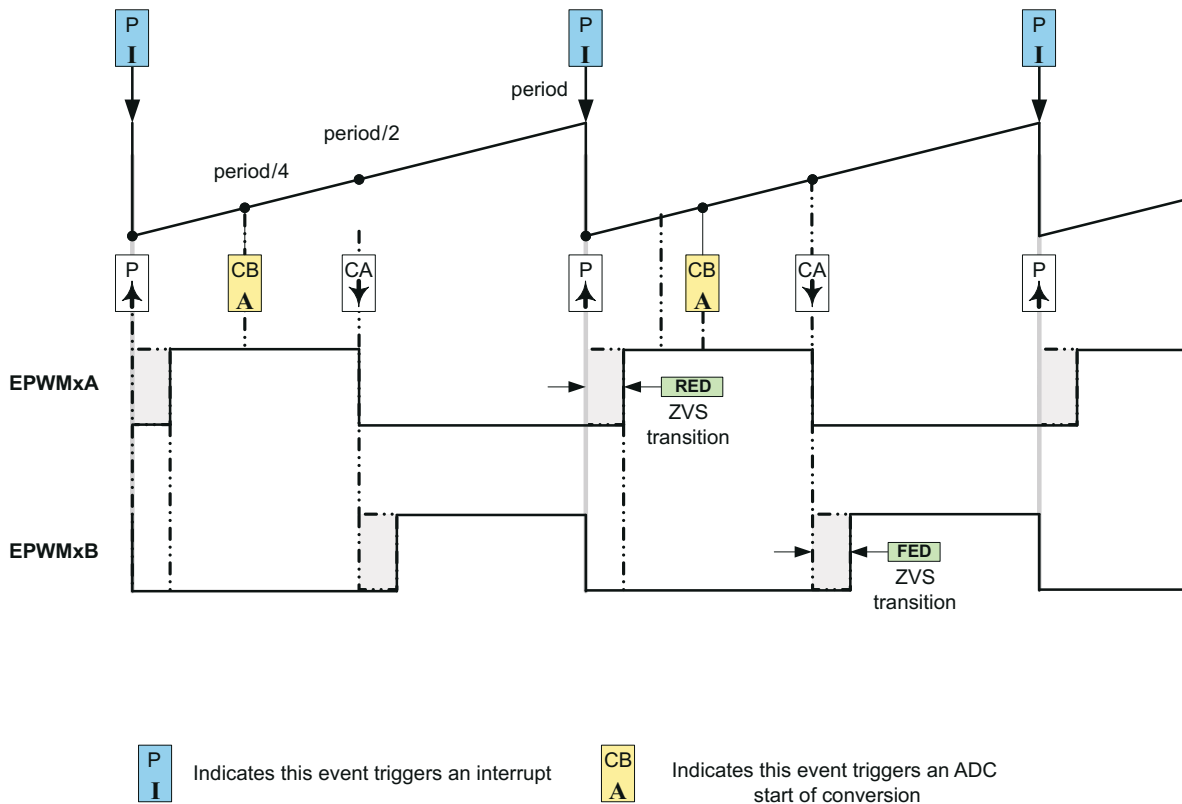 P
I
P
I
P
I
period
period/2
period/4
P
CB
A
CA
P
CB
A
CA
P
EPWMxA
RED
ZVS
transition
EPWMxB
FED
ZVS
transition
P
I
Indicates this event triggers an interrupt
CB
A
Indicates this event triggers an ADC
start of conversion